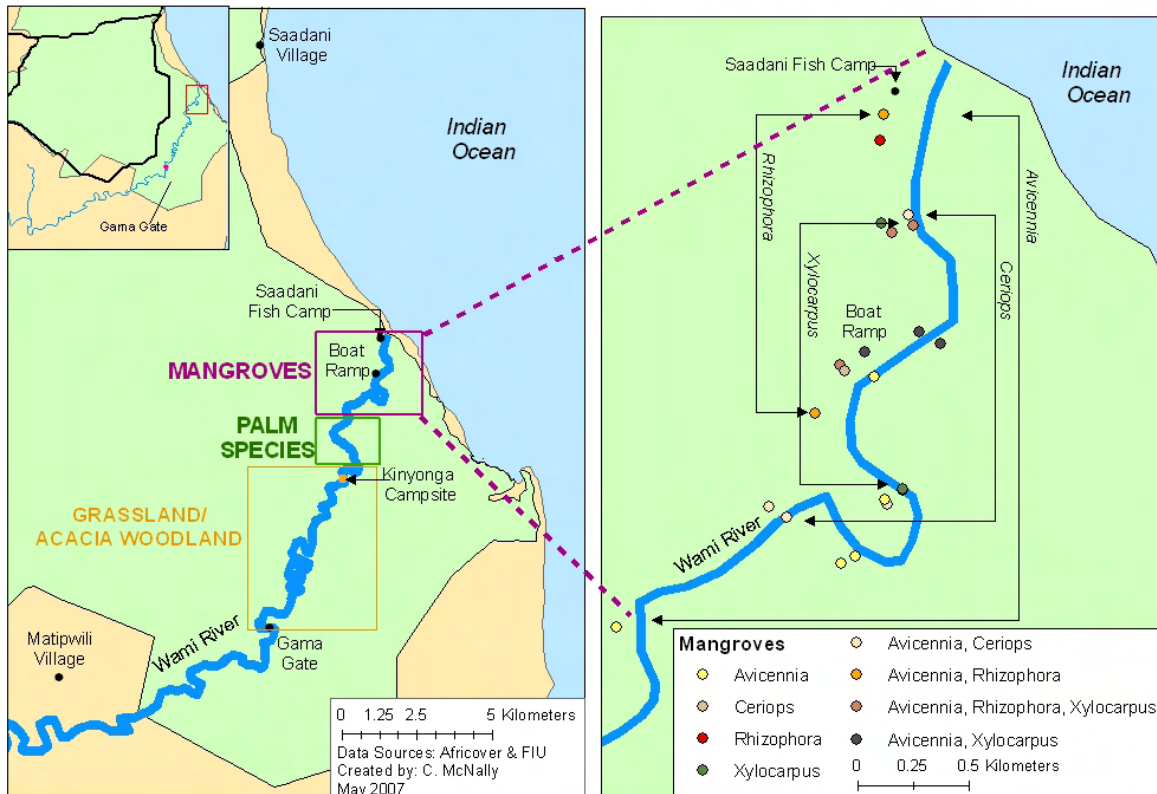 Saadani
Village
Indian
Ocean
Gama Gate
Saadani
Fish Camp
Boat
Ramp
MANGROVES
PALM
SPECIES
Kinyonga
Campsite
GRASSLAND/
ACACIA WOODLAND
Matipwili
Village
Wami River
Gama
Gate
0 1.25 2.5 5 Kilometers
Data Sources: Africover & FIU
Created by: C. McNally
May 2007
Saadani Fish Camp
Indian
Ocean
Rhizophora
Avicennia
Xylocarpus
Ceriops
Boat
Ramp
Wami River
Mangroves
Avicennia
Ceriops
Rhizophora
Xylocarpus
Avicennia, Ceriops
Avicennia, Rhizophora
Avicennia, Rhizophora, Xylocarpus
Avicennia, Xylocarpus
0 0.25 0.5 Kilometers